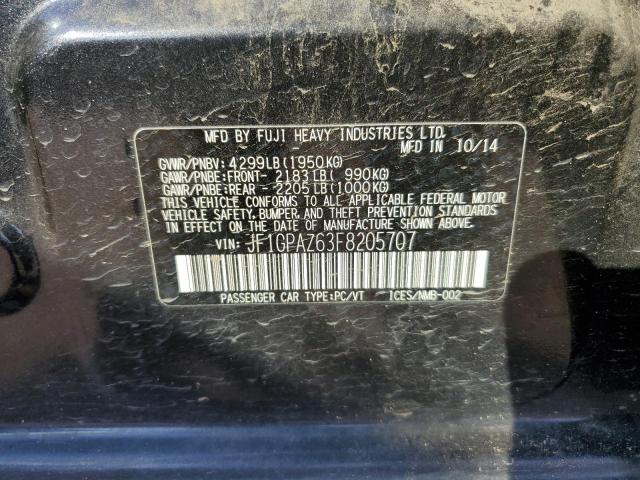 MFD BY FUJI HEAVY INDUSTRIES LTD.
MFD IN 10/14
GVWR/PNBV: 4299LB(1950KG)
GAWR/PNBE:FRONT- 2183LB( 990KG)
GAWR/PNBE:REAR - 2205LB(1000KG)
THIS VEHICLE CONFORMS TO ALL APPLICABLE FEDERAL MOTOR
VEHICLE SAFETY, BUMPER, AND THEFT PREVENTION STANDARDS
IN EFFECT ON THE DATE OF MANUFACTURE SHOWN ABOVE.
VIN: JF1GPAZ63F8205707
PASSENGER CAR TYPE:PC/VT ICES/NMB-002